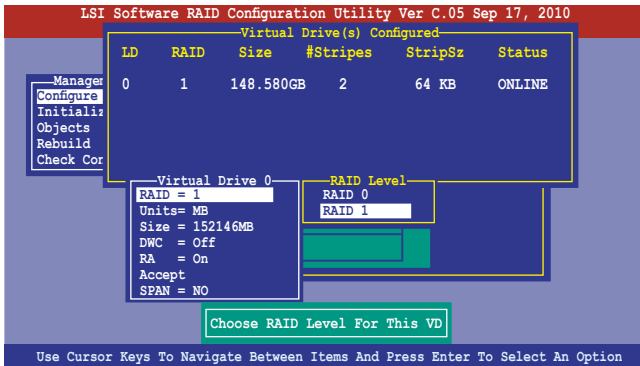 LSI Software RAID Configuration Utility Ver C.05 Sep 17, 2010
Virtual Drive(s) Configured
LD RAID Size #Stripes StripSz Status
0 1 148.580GB 2 64 KB ONLINE
Manager
Configure
Initializ
Objects
Rebuild
Check Con
Virtual Drive 0
RAID = 1
Units= MB
Size = 152146MB
DWC = Off
RA = On
Accept
SPAN = NO
RAID Level
RAID 0
RAID 1
Choose RAID Level For This VD
Use Cursor Keys To Navigate Between Items And Press Enter To Select An Option